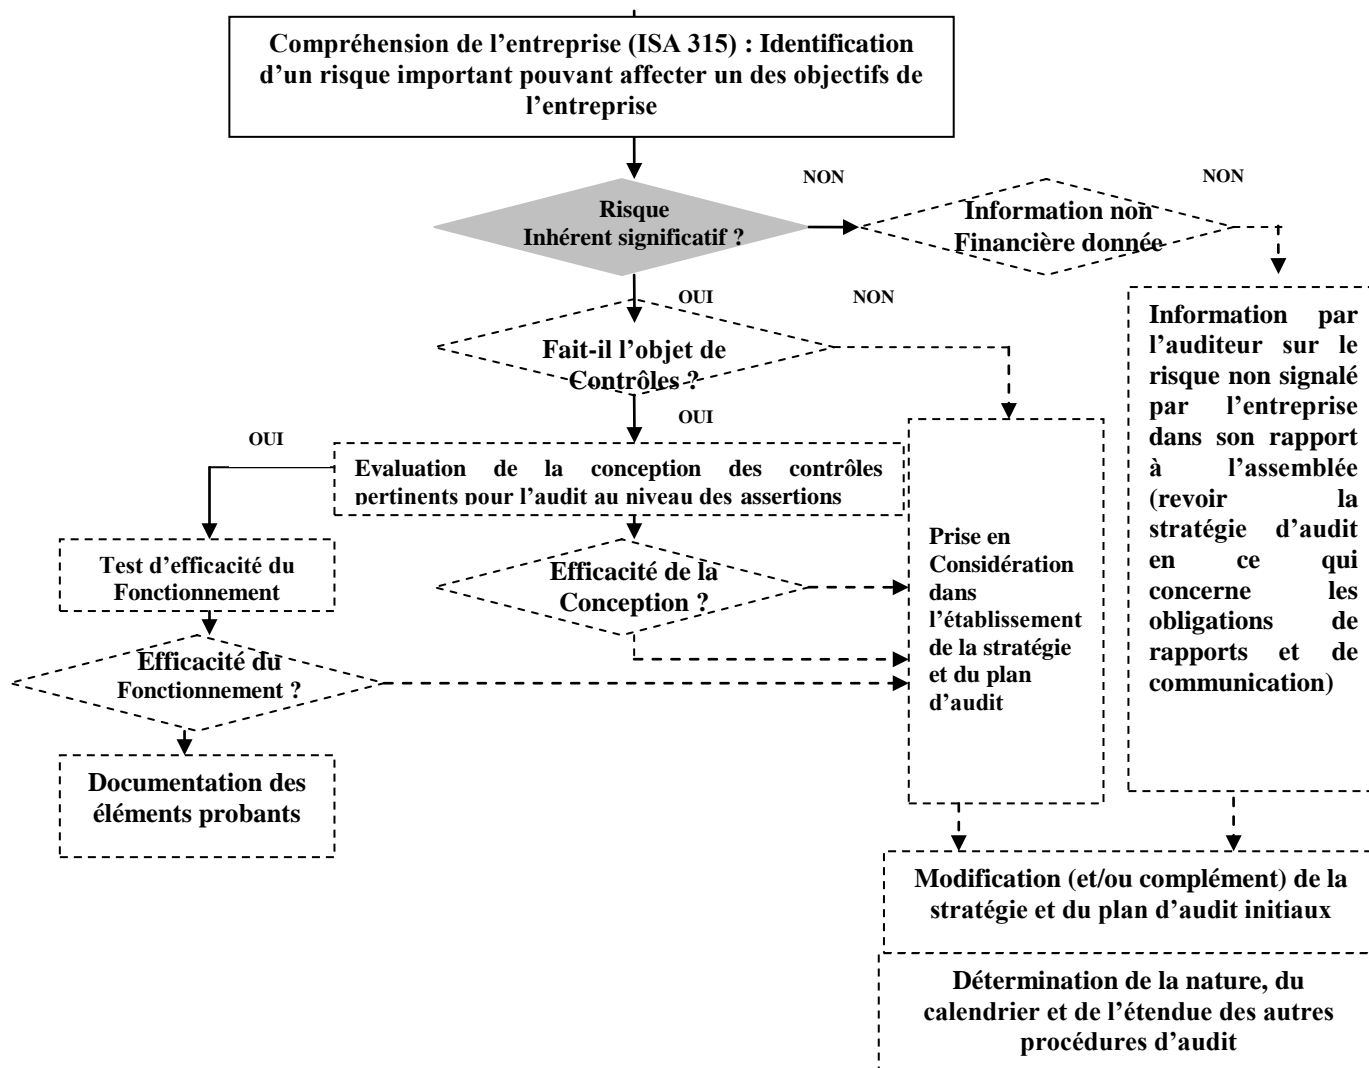 Compréhension de l’entreprise (ISA 315) : Identification
d’un risque important pouvant affecter un des objectifs de
l’entreprise
NON
NON
Risque
Inhérent significatif ?
Information non
Financière donnée
OUI
NON
Fait-il l’objet de
Contrôles ?
Information par
l’auditeur sur le
risque non signalé
par l’entreprise
dans son rapport
à l’assemblée
(revoir la
stratégie d’audit
en ce qui
concerne les
obligations de
rapports et de
communication)
OUI
OUI
Evaluation de la conception des contrôles
pertinents pour l’audit au niveau des assertions
Prise en
Considération
dans
l’établissement
de la stratégie
et du plan
d’audit
Test d’efficacité du
Fonctionnement
Efficacité de la
Conception ?
Efficacité du
Fonctionnement ?
Documentation des
éléments probants
Modification (et/ou complément) de la
stratégie et du plan d’audit initiaux
Détermination de la nature, du
calendrier et de l’étendue des autres
procédures d’audit